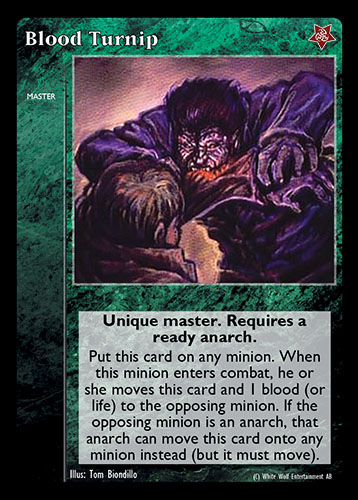 Blood Turnip
MASTER
Unique master. Requires a
ready anarch.
Put this card on any minion. When
this minion enters combat, he or
she moves this card and 1 blood (or
life) to the opposing minion. If the
opposing minion is an anarch, that
anarch can move this card onto any
minion instead (but it must move).
Illus: Tom Biondillo
(C) White Wolf Entertainment AB